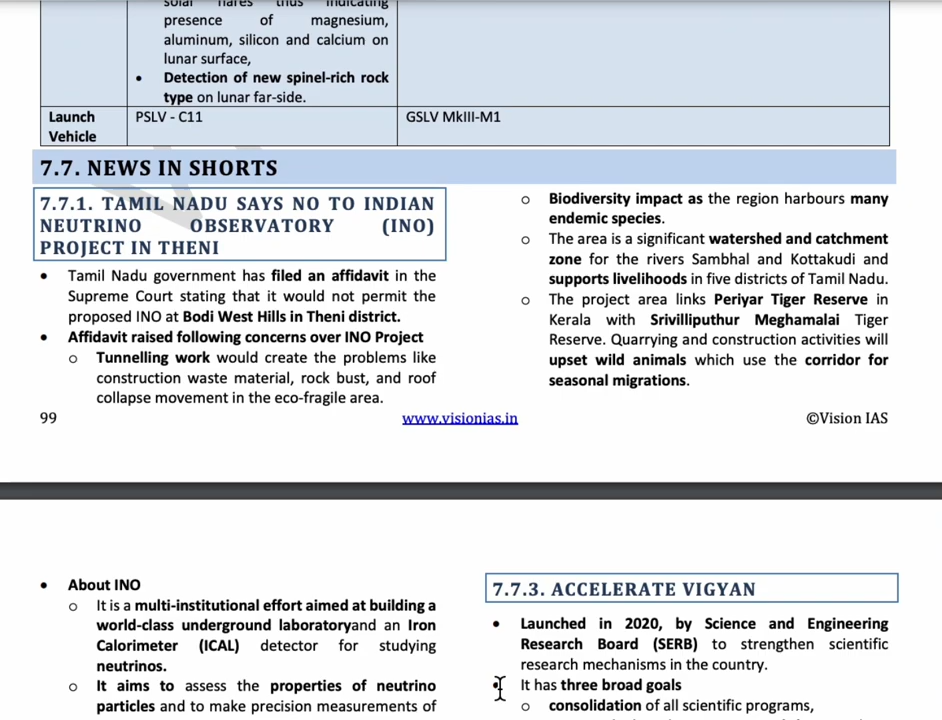 solar flares thus indicating
presence of magnesium,
aluminum, silicon and calcium on
lunar surface,
• Detection of new spinel-rich rock
type on lunar far-side.
Launch Vehicle PSLV - C11 GSLV MkIII-M1
7.7. NEWS IN SHORTS
7.7.1. TAMIL NADU SAYS NO TO INDIAN
NEUTRINO OBSERVATORY (INO)
PROJECT IN THENI
• Tamil Nadu government has filed an affidavit in the
Supreme Court stating that it would not permit the
proposed INO at Bodi West Hills in Theni district.
• Affidavit raised following concerns over INO Project
o Tunnelling work would create the problems like
construction waste material, rock bust, and roof
collapse movement in the eco-fragile area.
o Biodiversity impact as the region harbours many
endemic species.
o The area is a significant watershed and catchment
zone for the rivers Sambhal and Kottakudi and
supports livelihoods in five districts of Tamil Nadu.
o The project area links Periyar Tiger Reserve in
Kerala with Srivilliputhur Meghamalai Tiger
Reserve. Quarrying and construction activities will
upset wild animals which use the corridor for
seasonal migrations.
99 www.visionias.in ©Vision IAS
• About INO
o It is a multi-institutional effort aimed at building a
world-class underground laboratoryand an Iron
Calorimeter (ICAL) detector for studying
neutrinos.
o It aims to assess the properties of neutrino
particles and to make precision measurements of
7.7.3. ACCELERATE VIGYAN
• Launched in 2020, by Science and Engineering
Research Board (SERB) to strengthen scientific
research mechanisms in the country.
• It has three broad goals
o consolidation of all scientific programs,